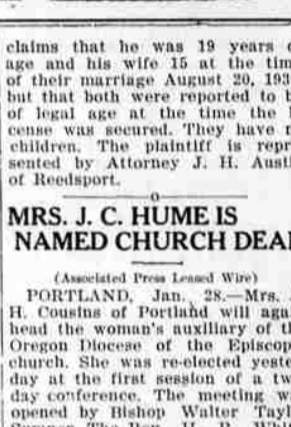 claims that he was 19 years
age and his wife 15 at the tim
of their marriage August 20, 193
but that both were reported to b
of legal age at the time the
cense was secured. They have
children. The plaintiff is repr
sented by Attorney J. H. Aust
of Reedsport.
MRS. J. C. HUME IS
NAMED CHURCH DEA
(Associated Press Leased Wire)
PORTLAND, Jan. 28.—Mrs.
H. Cousins of Portland will aga
head the woman's auxiliary of t
Oregon Diocese of the Episcop
church. She was re-elected yeste
day at the first session of a tw
day conference. The meeting w
opened by Bishop Walter Tayl